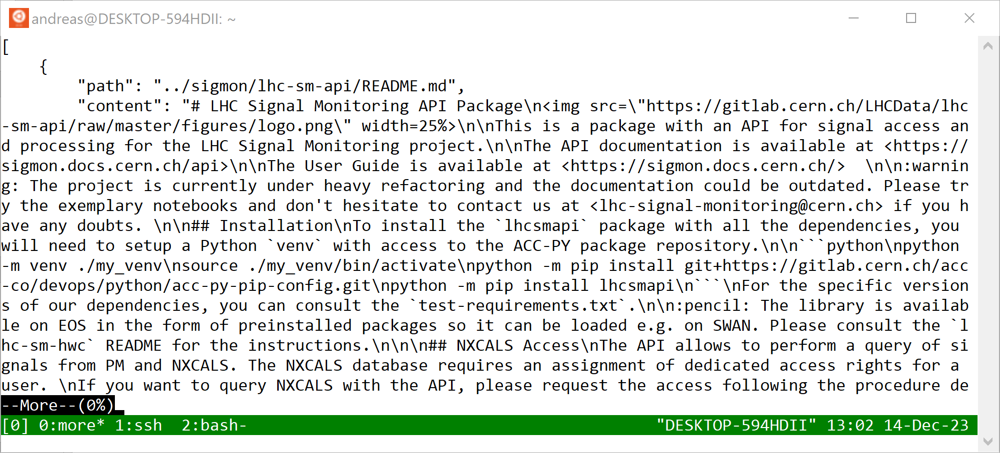 andreas@DESKTOP-594HDII: ~
[
    {
        "path": "../sigmon/lhc-sm-api/README.md",
        "content": "# LHC Signal Monitoring API Package\n<img src=\"https://gitlab.cern.ch/LHCData/lhc
-sm-api/raw/master/figures/logo.png\" width=25%>\n\nThis is a package with an API for signal access an
d processing for the LHC Signal Monitoring project.\n\nThe API documentation is available at <https://
sigmon.docs.cern.ch/api>\n\nThe User Guide is available at <https://sigmon.docs.cern.ch/>  \n\n:warnin
g: The project is currently under heavy refactoring and the documentation could be outdated. Please tr
y the exemplary notebooks and don't hesitate to contact us at <lhc-signal-monitoring@cern.ch> if you h
ave any doubts. \n\n## Installation\nTo install the `lhcsmapi` package with all the dependencies, you
will need to setup a Python `venv` with access to the ACC-PY package repository.\n\n```python\npython
-m venv ./my_venv\nsource ./my_venv/bin/activate\npython -m pip install git+https://gitlab.cern.ch/acc
-co/devops/python/acc-py-pip-config.git\npython -m pip install lhcsmapi\n```\nFor the specific version
s of our dependencies, you can consult the `test-requirements.txt`.\n\n:pencil: The library is availab
le on EOS in the form of preinstalled packages so it can be loaded e.g. on SWAN. Please consult the `l
hc-sm-hwc` README for the instructions.\n\n\n## NXCALS Access\nThe API allows to perform a query of si
gnals from PM and NXCALS. The NXCALS database requires an assignment of dedicated access rights for a
user. \nIf you want to query NXCALS with the API, please request the access following the procedure de
--More--(0%)
[0] 0:more* 1:ssh  2:bash- "DESKTOP-594HDII" 13:02 14-Dec-23